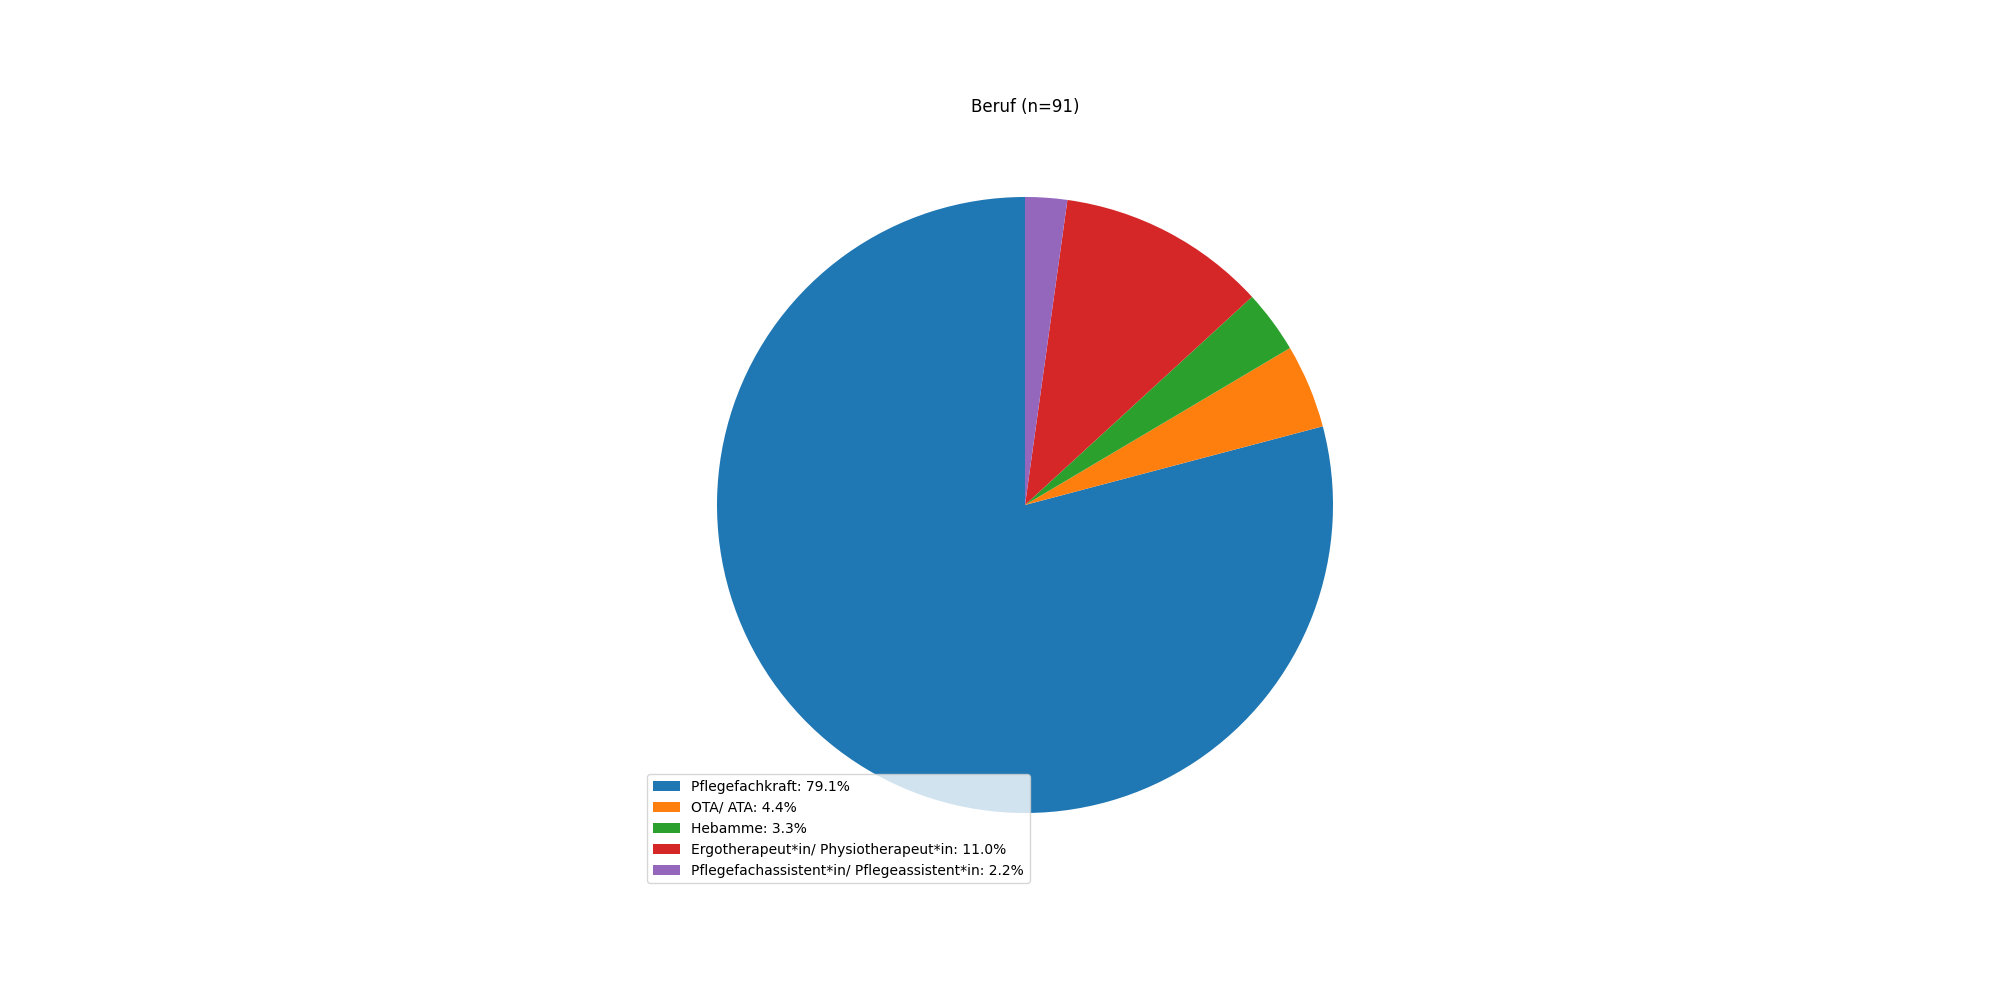 Beruf (n=91)
Pflegefachkraft: 79.1%
OTA/ ATA: 4.4%
Hebamme: 3.3%
Ergotherapeut*in/ Physiotherapeut*in: 11.0%
Pflegefachassistent*in/ Pflegeassistent*in: 2.2%